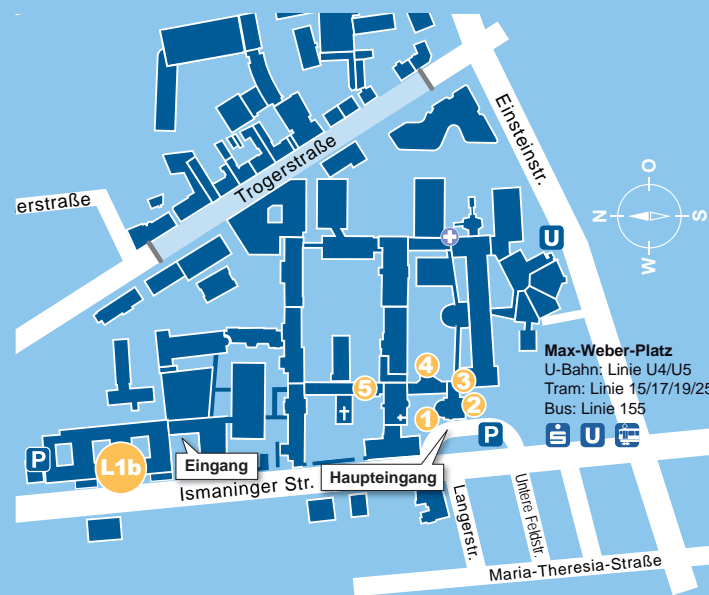 Einsteinstr.
Trogerstraße
erstraße
O
N
S
W
U
Max-Weber-Platz
U-Bahn: Linie U4/U5
Tram: Linie 15/17/19/25
Bus: Linie 155
S U
4
3
5
2
1
P
P
L1b
Eingang
Haupteingang
Ismaninger Str.
Langerstr.
Untere Feldstr.
Maria-Theresia-Straße